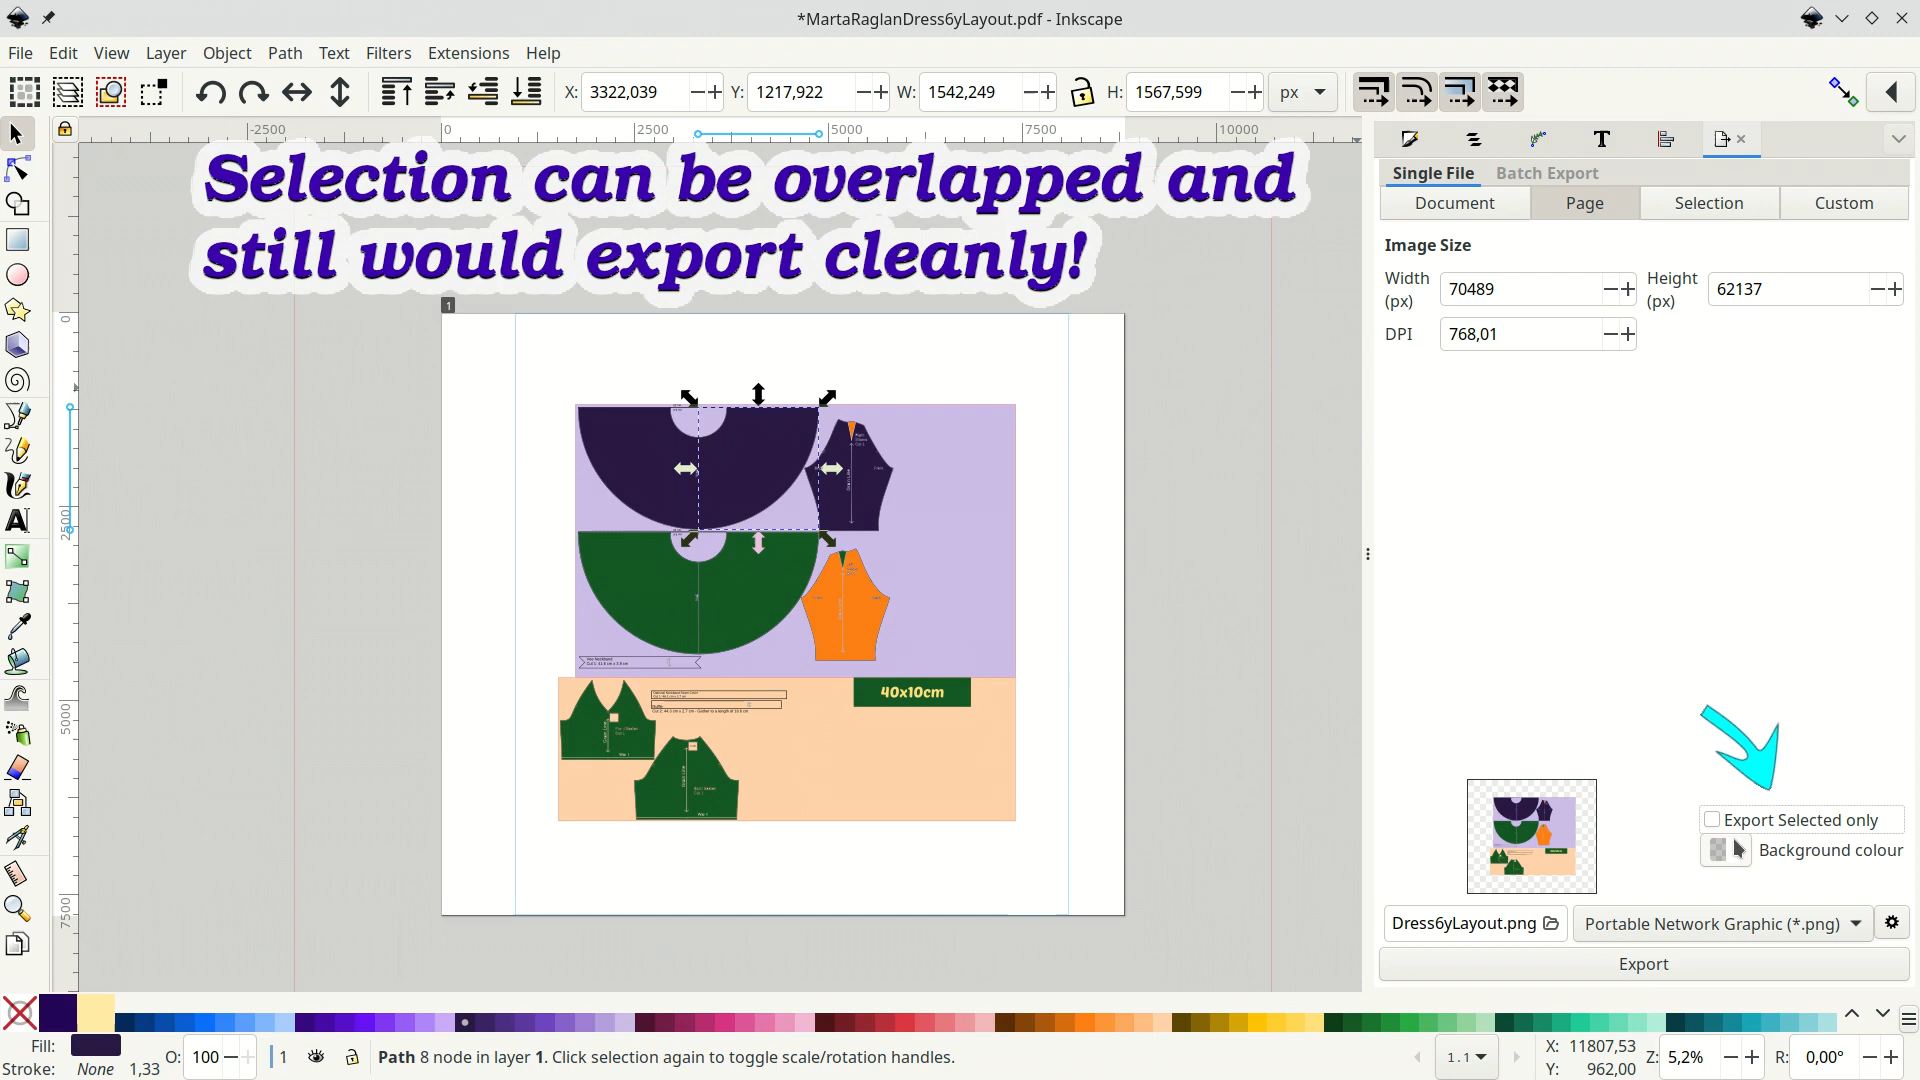 *MartaRaglanDress6yLayout.pdf - Inkscape
File Edit View Layer Object Path Text Filters Extensions Help
X: 3322,039 Y: 1217,922 W: 1542,249 H: 1567,599 px
-2500 0 2500 5000 7500 10000
Selection can be overlapped and
still would export cleanly!
Single File Batch Export
Document Page Selection Custom
Image Size
Width (px) 70489 Height (px) 62137
DPI 768,01
1
0
2500
5000
7500
40x10cm
Export Selected only
Background colour
Dress6yLayout.png Portable Network Graphic (*.png)
Export
Fill: O: 100 1 Path 8 node in layer 1. Click selection again to toggle scale/rotation handles. 1.1 X: 11807,53 Z: 5,2% R: 0,00°
Stroke: None 1,33 Y: 962,00